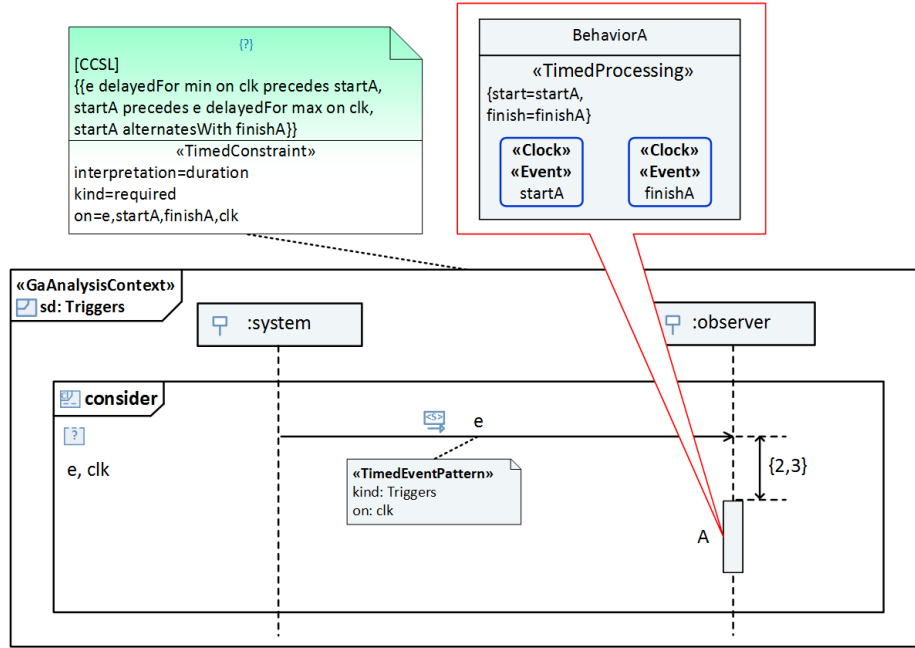 {?}
[CCSL]
{{e delayedFor min on clk precedes startA,
startA precedes e delayedFor max on clk,
startA alternatesWith finishA}}
«TimedConstraint»
interpretation=duration
kind=required
on=e,startA,finishA,clk
BehaviorA
«TimedProcessing»
{start=startA,
finish=finishA}
«Clock»
«Event»
startA
«Clock»
«Event»
finishA
«GaAnalysisContext»
sd: Triggers
:system
:observer
consider
[?]
e, clk
<S>
e
«TimedEventPattern»
kind: Triggers
on: clk
{2,3}
A